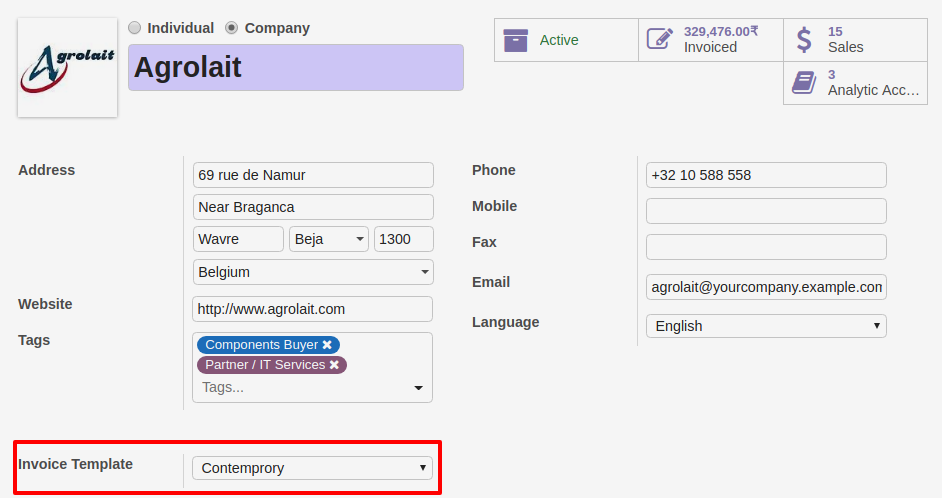 Agrolait
Individual
Company
Agrolait
Active
329,476.00₹
Invoiced
15
Sales
3
Analytic Acc...
Address
69 rue de Namur
Near Braganca
Wavre
Beja
1300
Belgium
Website
http://www.agrolait.com
Tags
Components Buyer ✖
Partner / IT Services ✖
Tags...
Phone
+32 10 588 558
Mobile
Fax
Email
agrolait@yourcompany.example.com
Language
English
Invoice Template
Contemprory